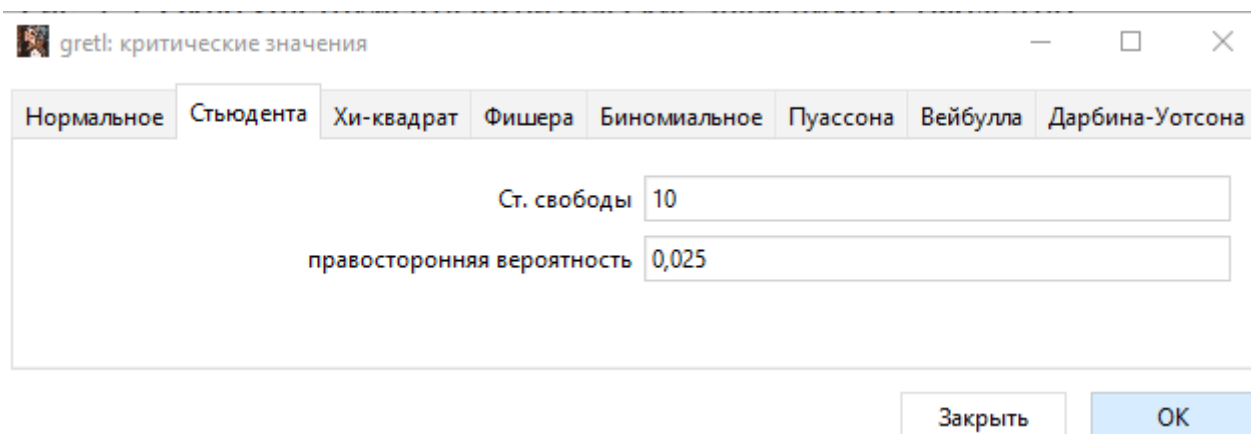 gretl: критические значения
Нормальное Стьюдента Хи-квадрат Фишера Биномиальное Пуассона Вейбулла Дарбина-Уотсона
Ст. свободы 10
правосторонняя вероятность 0,025
Закрыть OK